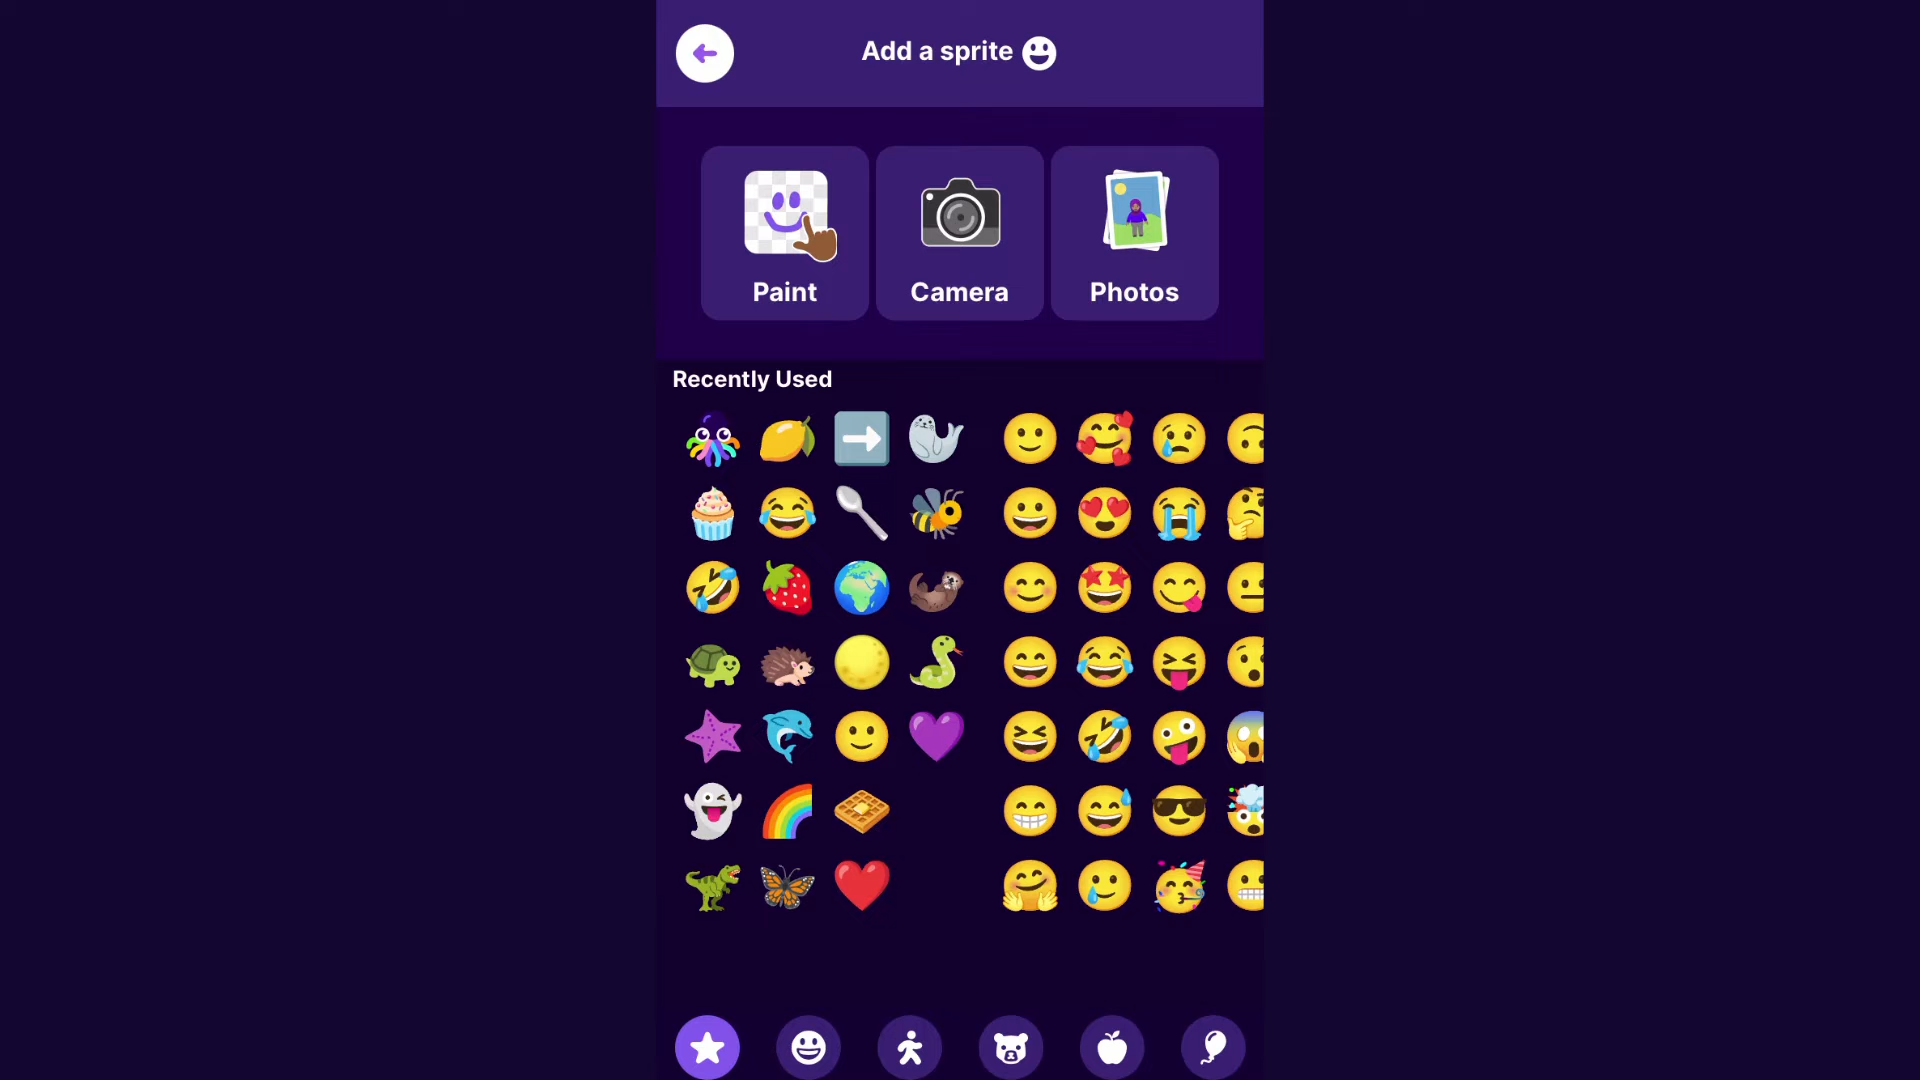 Add a sprite
Paint
Camera
Photos
Recently Used